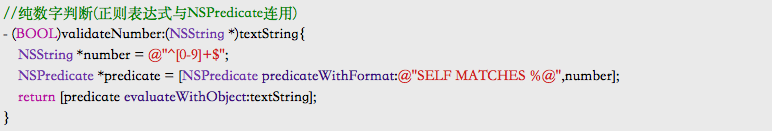 //纯数字判断(正则表达式与NSPredicate连用)
- (BOOL)validateNumber:(NSString *)textString{
NSString *number = @"^[0-9]+$";
NSPredicate *predicate = [NSPredicate predicateWithFormat:@"SELF MATCHES %@",number];
return [predicate evaluateWithObject:textString];
}